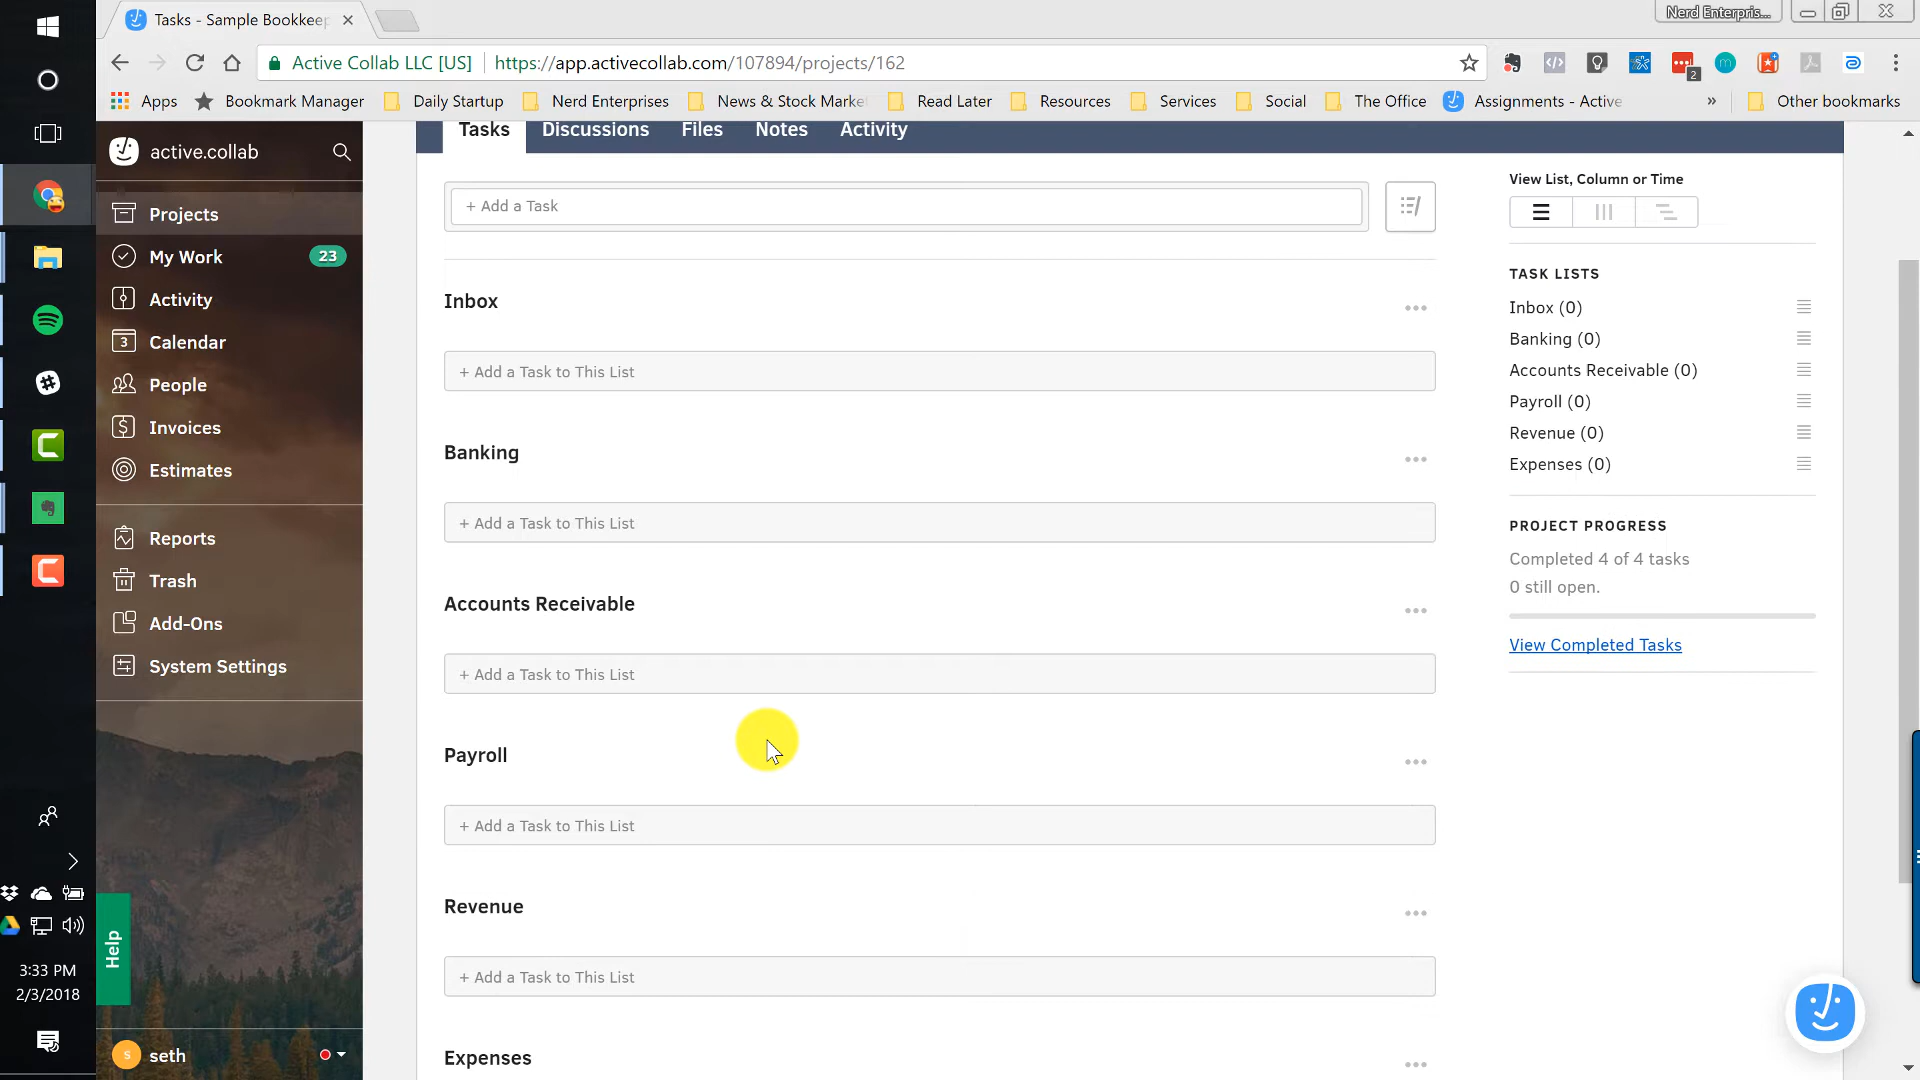 Tasks - Sample Bookkeep
Nerd Enterpris...
Active Collab LLC [US]
https://app.activecollab.com/107894/projects/162
2
Apps
Bookmark Manager
Daily Startup
Nerd Enterprises
News & Stock Marke
Read Later
Resources
Services
Social
The Office
Assignments - Active
»
Other bookmarks
active.collab
Projects
My Work
23
Activity
3
Calendar
People
Invoices
Estimates
Reports
Trash
Add-Ons
System Settings
Help
S
seth
3:33 PM
2/3/2018
Tasks
Discussions
Files
Notes
Activity
+ Add a Task
Inbox
+ Add a Task to This List
Banking
+ Add a Task to This List
Accounts Receivable
+ Add a Task to This List
Payroll
+ Add a Task to This List
Revenue
+ Add a Task to This List
Expenses
View List, Column or Time
TASK LISTS
Inbox (0)
Banking (0)
Accounts Receivable (0)
Payroll (0)
Revenue (0)
Expenses (0)
PROJECT PROGRESS
Completed 4 of 4 tasks
0 still open.
View Completed Tasks